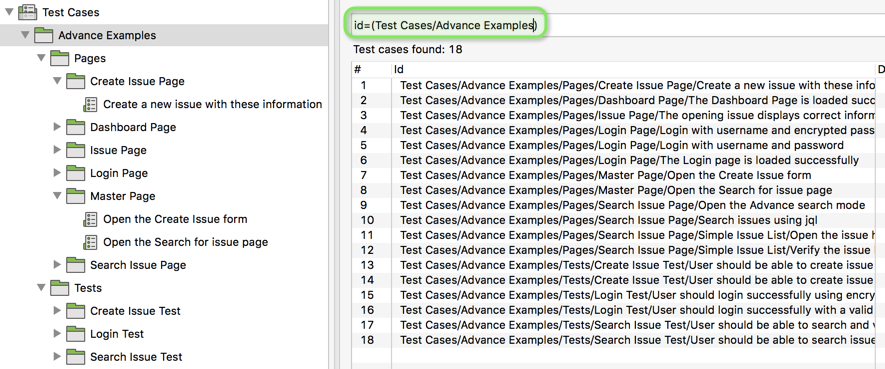 Test Cases
Advance Examples
Pages
Create Issue Page
Create a new issue with these information
Dashboard Page
Issue Page
Login Page
Master Page
Open the Create Issue form
Open the Search for issue page
Search Issue Page
Tests
Create Issue Test
Login Test
Search Issue Test
id=(Test Cases/Advance Examples)
Test cases found: 18
# Id D
1 Test Cases/Advance Examples/Pages/Create Issue Page/Create a new issue with these info
2 Test Cases/Advance Examples/Pages/Dashboard Page/The Dashboard Page is loaded succ
3 Test Cases/Advance Examples/Pages/Issue Page/The opening issue displays correct inform
4 Test Cases/Advance Examples/Pages/Login Page/Login with username and encrypted pass
5 Test Cases/Advance Examples/Pages/Login Page/Login with username and password
6 Test Cases/Advance Examples/Pages/Login Page/The Login page is loaded successfully
7 Test Cases/Advance Examples/Pages/Master Page/Open the Create Issue form
8 Test Cases/Advance Examples/Pages/Master Page/Open the Search for issue page
9 Test Cases/Advance Examples/Pages/Search Issue Page/Open the Advance search mode
10 Test Cases/Advance Examples/Pages/Search Issue Page/Search issues using jql
11 Test Cases/Advance Examples/Pages/Search Issue Page/Simple Issue List/Open the issue h
12 Test Cases/Advance Examples/Pages/Search Issue Page/Simple Issue List/Verify the issue
13 Test Cases/Advance Examples/Tests/Create Issue Test/User should be able to create issue
14 Test Cases/Advance Examples/Tests/Create Issue Test/User should be able to create issue
15 Test Cases/Advance Examples/Tests/Login Test/User should login successfully using encry
16 Test Cases/Advance Examples/Tests/Login Test/User should login successfully with a valid
17 Test Cases/Advance Examples/Tests/Search Issue Test/User should be able to search and v
18 Test Cases/Advance Examples/Tests/Search Issue Test/User should be able to search issue